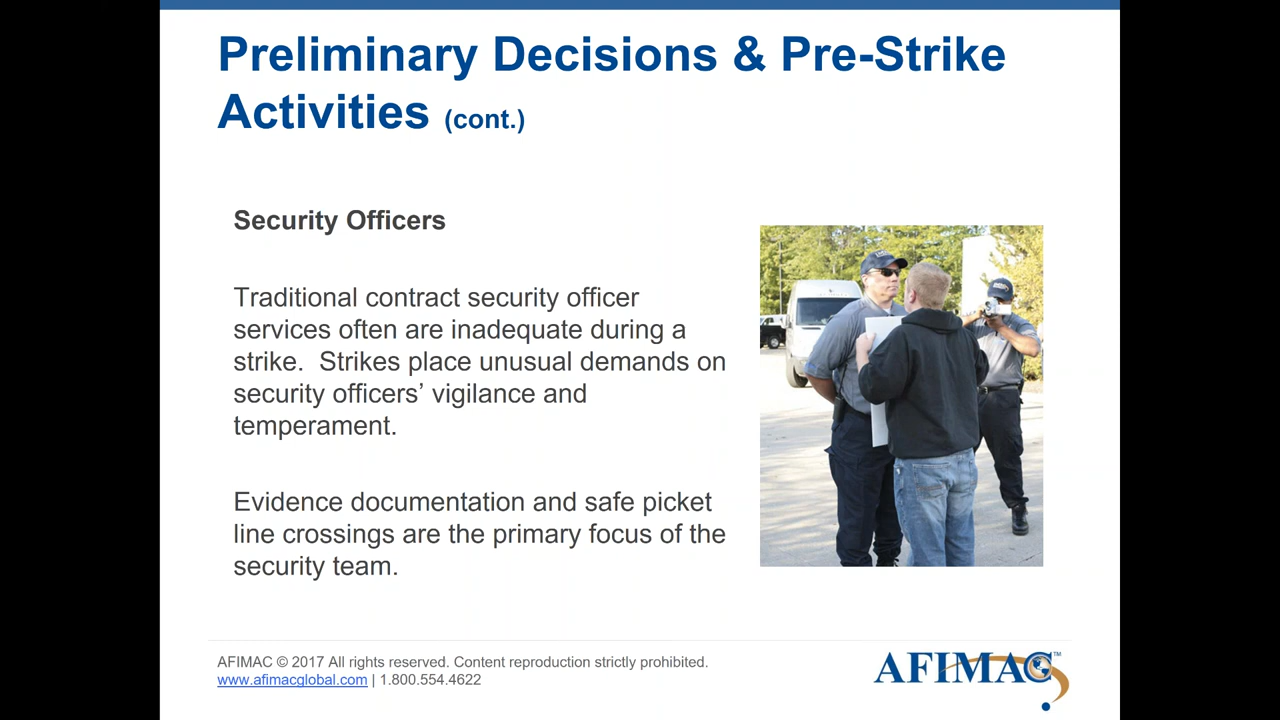 Preliminary Decisions & Pre-Strike
Activities (cont.)
Security Officers
Traditional contract security officer
services often are inadequate during a
strike.  Strikes place unusual demands on
security officers’ vigilance and
temperament.
Evidence documentation and safe picket
line crossings are the primary focus of the
security team.
AFIMAC © 2017 All rights reserved. Content reproduction strictly prohibited.
www.afimacglobal.com | 1.800.554.4622
AFIMAC™